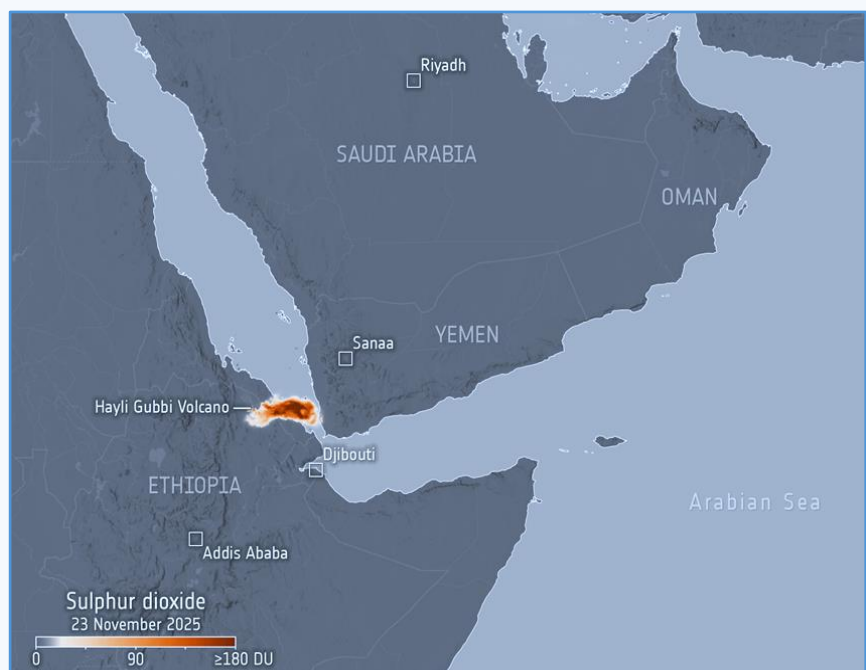 Riyadh
SAUDI ARABIA
OMAN
YEMEN
Sanaa
Hayli Gubbi Volcano
Djibouti
ETHIOPIA
Arabian Sea
Addis Ababa
Sulphur dioxide
23 November 2025
0 90 ≥180 DU